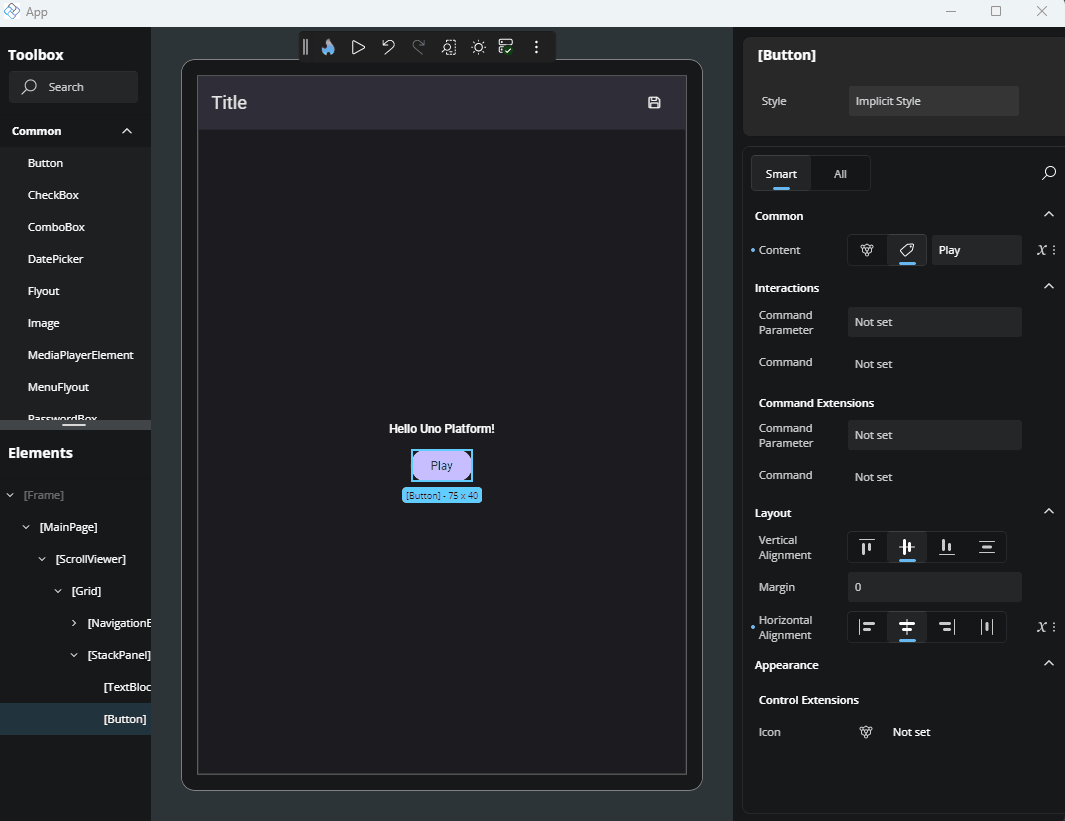 App
Toolbox
Search
Common
Button
CheckBox
ComboBox
DatePicker
Flyout
Image
MediaPlayerElement
MenuFlyout
PasswordBox
Elements
[Frame]
[MainPage]
[ScrollViewer]
[Grid]
[NavigationB
[StackPanel]
[TextBloc
[Button]
Title
Hello Uno Platform!
Play
[Button] - 75 x 40
[Button]
Style
Implicit Style
Smart
All
Common
Content
Play
Interactions
Command
Parameter
Not set
Command
Not set
Command Extensions
Command
Parameter
Not set
Command
Not set
Layout
Vertical
Alignment
Margin
0
Horizontal
Alignment
Appearance
Control Extensions
Icon
Not set